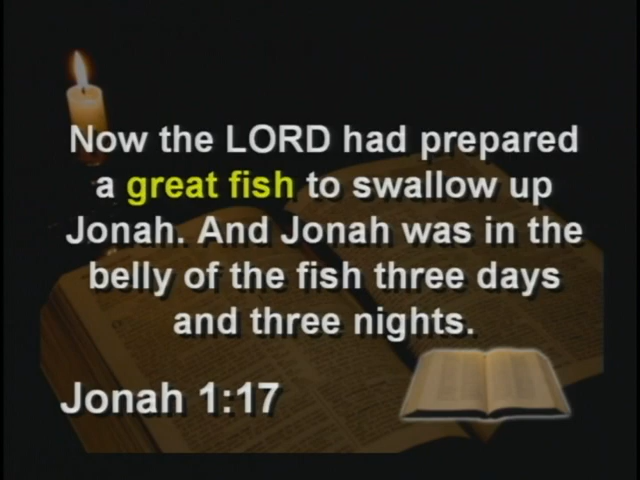 Now the LORD had prepared
a great fish to swallow up
Jonah. And Jonah was in the
belly of the fish three days
and three nights.
Jonah 1:17